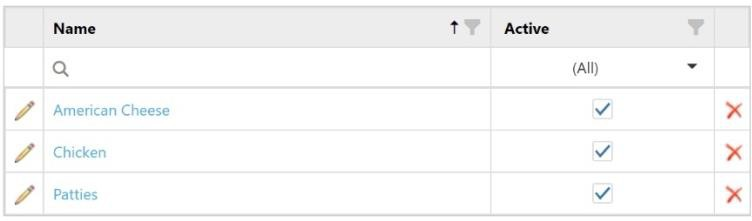 Name Active
(All)
American Cheese
Chicken
Patties